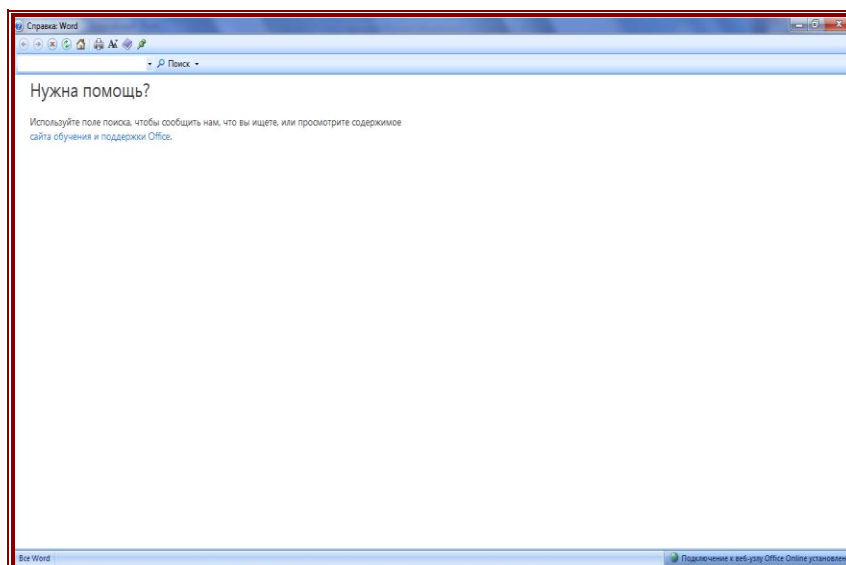 Справка: Word
Поиск
Нужна помощь?
Используйте поле поиска, чтобы сообщить нам, что вы ищете, или просмотрите содержимое
сайта обучения и поддержки Office.
Все Word
Подключение к веб-узлу Office Online установлен